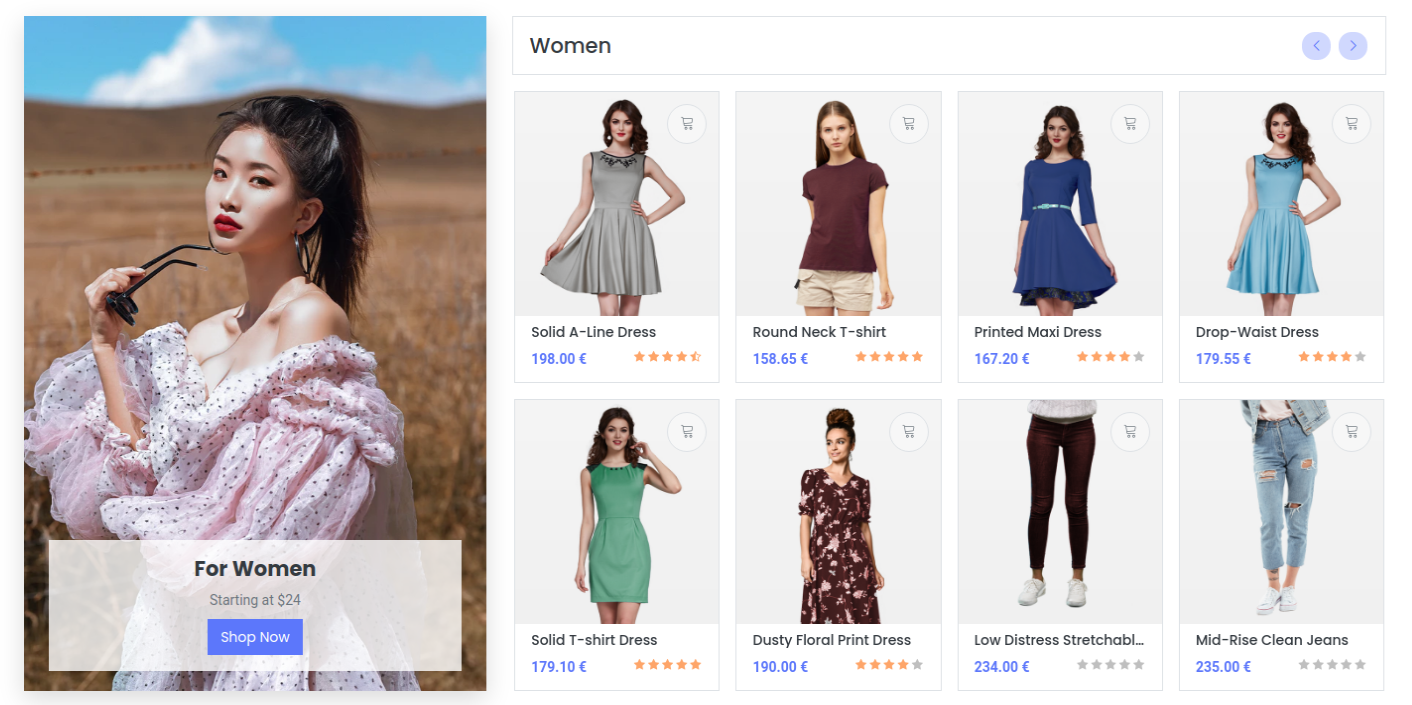 Women
Solid A-Line Dress
198.00 €
Round Neck T-shirt
158.65 €
Printed Maxi Dress
167.20 €
Drop-Waist Dress
179.55 €
Solid T-shirt Dress
179.10 €
Dusty Floral Print Dress
190.00 €
Low Distress Stretchabl...
234.00 €
Mid-Rise Clean Jeans
235.00 €
For Women
Starting at $24
Shop Now